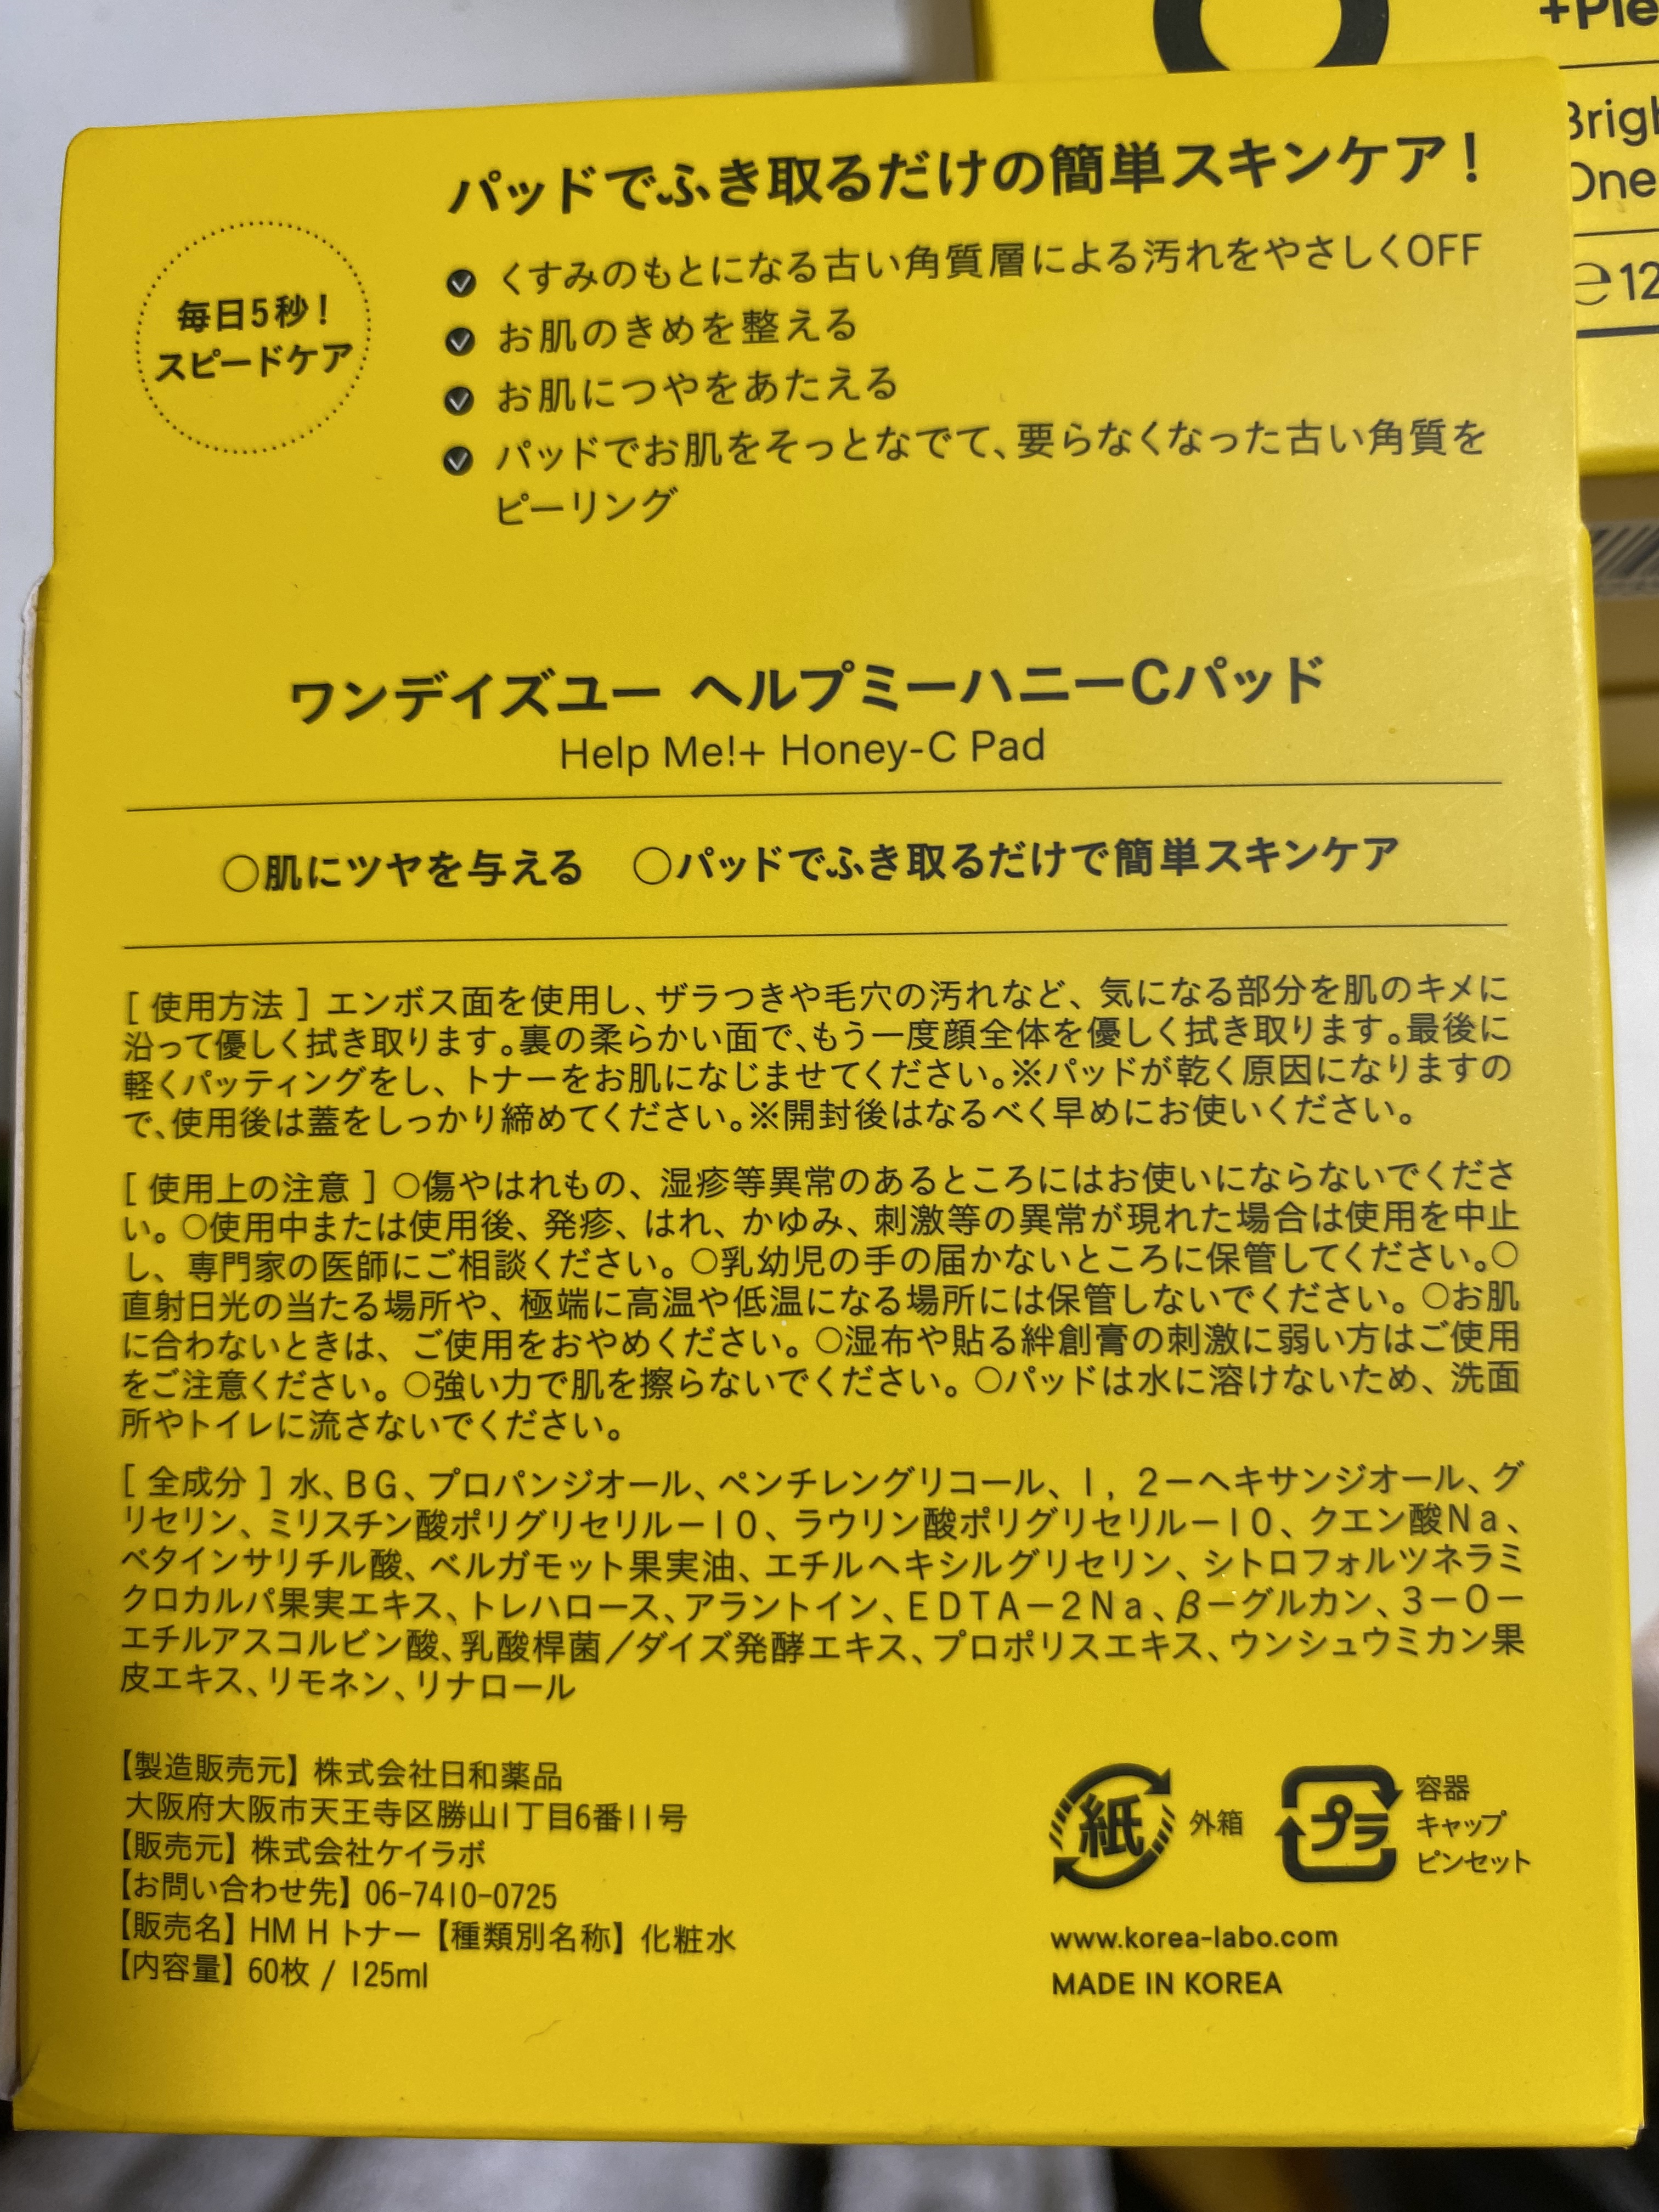 +Ple
Brigh
One
℮12
パッドでふき取るだけの簡単スキンケア！
毎日5秒！
スピードケア
くすみのもとになる古い角質層による汚れをやさしくOFF
お肌のきめを整える
お肌につやをあたえる
パッドでお肌をそっとなでて、要らなくなった古い角質を
ピーリング
ワンデイズユー ヘルプミーハニーCパッド
Help Me!+ Honey-C Pad
○肌にツヤを与える ○パッドでふき取るだけで簡単スキンケア
[ 使用方法 ] エンボス面を使用し、ザラつきや毛穴の汚れなど、気になる部分を肌のキメに
沿って優しく拭き取ります。裏の柔らかい面で、もう一度顔全体を優しく拭き取ります。最後に
軽くパッティングをし、トナーをお肌になじませてください。※パッドが乾く原因になりますの
で、使用後は蓋をしっかり締めてください。※開封後はなるべく早めにお使いください。
[ 使用上の注意 ] ○傷やはれもの、湿疹等異常のあるところにはお使いにならないでくださ
い。○使用中または使用後、発疹、はれ、かゆみ、刺激等の異常が現れた場合は使用を中止
し、専門家の医師にご相談ください。○乳幼児の手の届かないところに保管してください。○
直射日光の当たる場所や、極端に高温や低温になる場所には保管しないでください。○お肌
に合わないときは、ご使用をおやめください。○湿布や貼る絆創膏の刺激に弱い方はご使用
をご注意ください。○強い力で肌を擦らないでください。○パッドは水に溶けないため、洗面
所やトイレに流さないでください。
[ 全成分 ] 水、BG、プロパンジオール、ペンチレングリコール、1，2－ヘキサンジオール、グ
リセリン、ミリスチン酸ポリグリセリル－10、ラウリン酸ポリグリセリル－10、クエン酸Na、
ベタインサリチル酸、ベルガモット果実油、エチルヘキシルグリセリン、シトロフォルツネラミ
クロカルパ果実エキス、トレハロース、アラントイン、EDTA－2Na、β－グルカン、3－O－
エチルアスコルビン酸、乳酸桿菌／ダイズ発酵エキス、プロポリスエキス、ウンシュウミカン果
皮エキス、リモネン、リナロール
【製造販売元】株式会社日和薬品
大阪府大阪市天王寺区勝山1丁目6番11号
【販売元】株式会社ケイラボ
【お問い合わせ先】06-7410-0725
【販売名】HM H トナー【種類別名称】化粧水
【内容量】60枚 / 125ml
紙 外箱
プラ
容器
キャップ
ピンセット
www.korea-labo.com
MADE IN KOREA